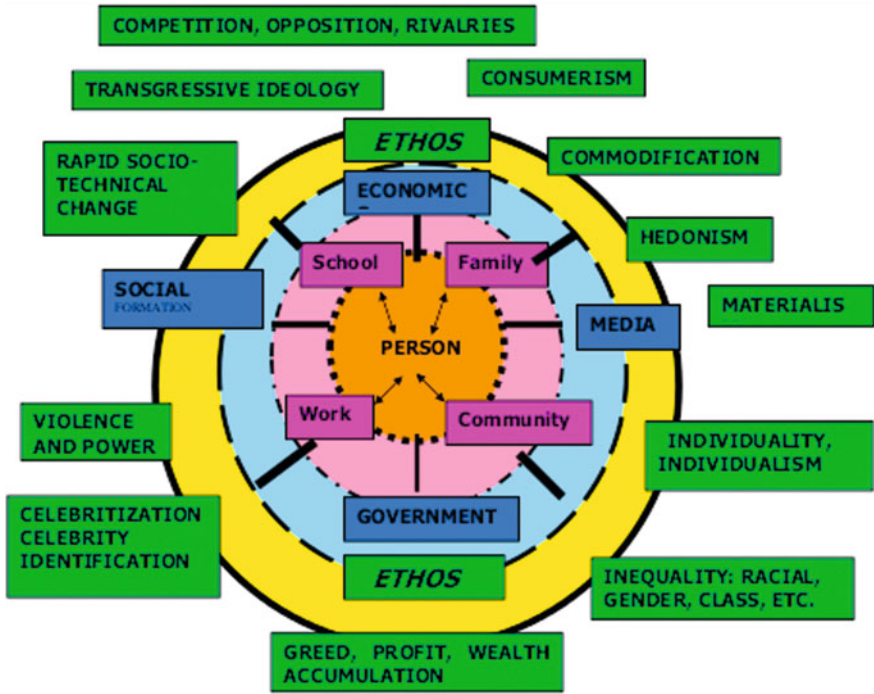 COMPETITION, OPPOSITION, RIVALRIES
CONSUMERISM
TRANSGRESSIVE IDEOLOGY
ETHOS
RAPID SOCIO-
TECHNICAL
CHANGE
COMMODIFICATION
ECONOMIC
HEDONISM
School
Family
SOCIAL
FORMATION
MATERIALIS
MEDIA
PERSON
Work
Community
VIOLENCE
AND POWER
INDIVIDUALITY,
INDIVIDUALISM
CELEBRITIZATION
CELEBRITY
IDENTIFICATION
GOVERNMENT
ETHOS
INEQUALITY: RACIAL,
GENDER, CLASS, ETC.
GREED, PROFIT, WEALTH
ACCUMULATION